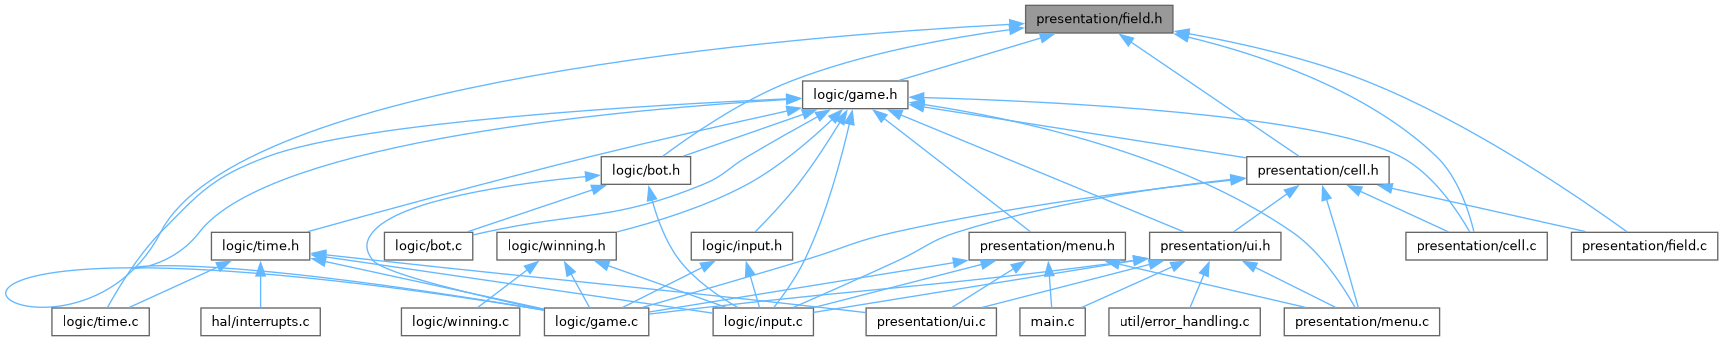 presentation/field.h
logic/game.h
logic/bot.h
presentation/cell.h
logic/time.h
logic/bot.c
logic/winning.h
logic/input.h
presentation/menu.h
presentation/ui.h
presentation/cell.c
presentation/field.c
logic/time.c
hal/interrupts.c
logic/winning.c
logic/game.c
logic/input.c
presentation/ui.c
main.c
util/error_handling.c
presentation/menu.c